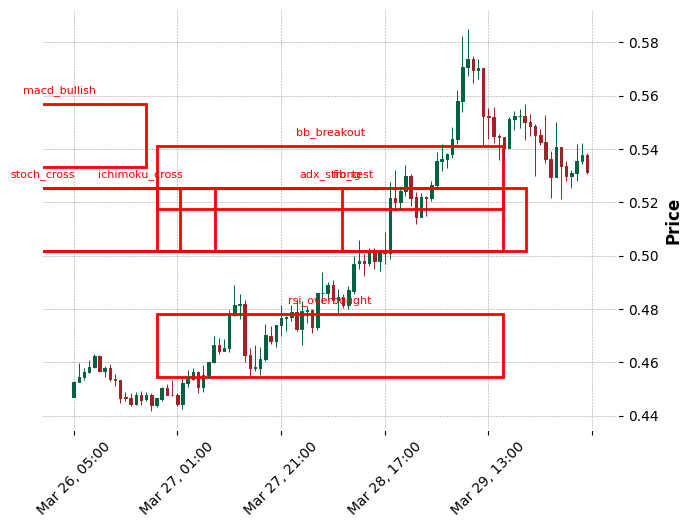 0.58
macd_bullish
0.56
bb_breakout
0.54
stoch_cross
ichimoku_cross
adx_strong
fib_test
0.52
Price
0.50
rsi_overbought
0.48
0.46
0.44
Mar 26, 05:00
Mar 27, 01:00
Mar 27, 21:00
Mar 28, 17:00
Mar 29, 13:00